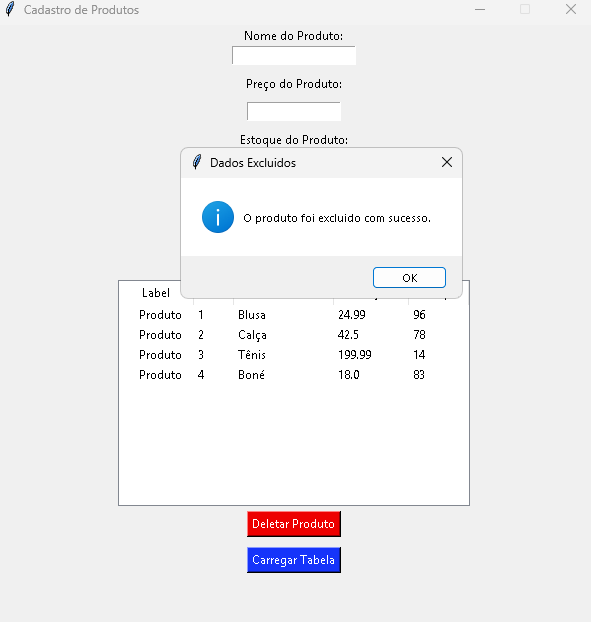 Cadastro de Produtos
Nome do Produto:
Preço do Produto:
Estoque do Produto:
Dados Excluidos
O produto foi excluido com sucesso.
OK
Label
Produto 1 Blusa 24.99 96
Produto 2 Calça 42.5 78
Produto 3 Tênis 199.99 14
Produto 4 Boné 18.0 83
Deletar Produto
Carregar Tabela